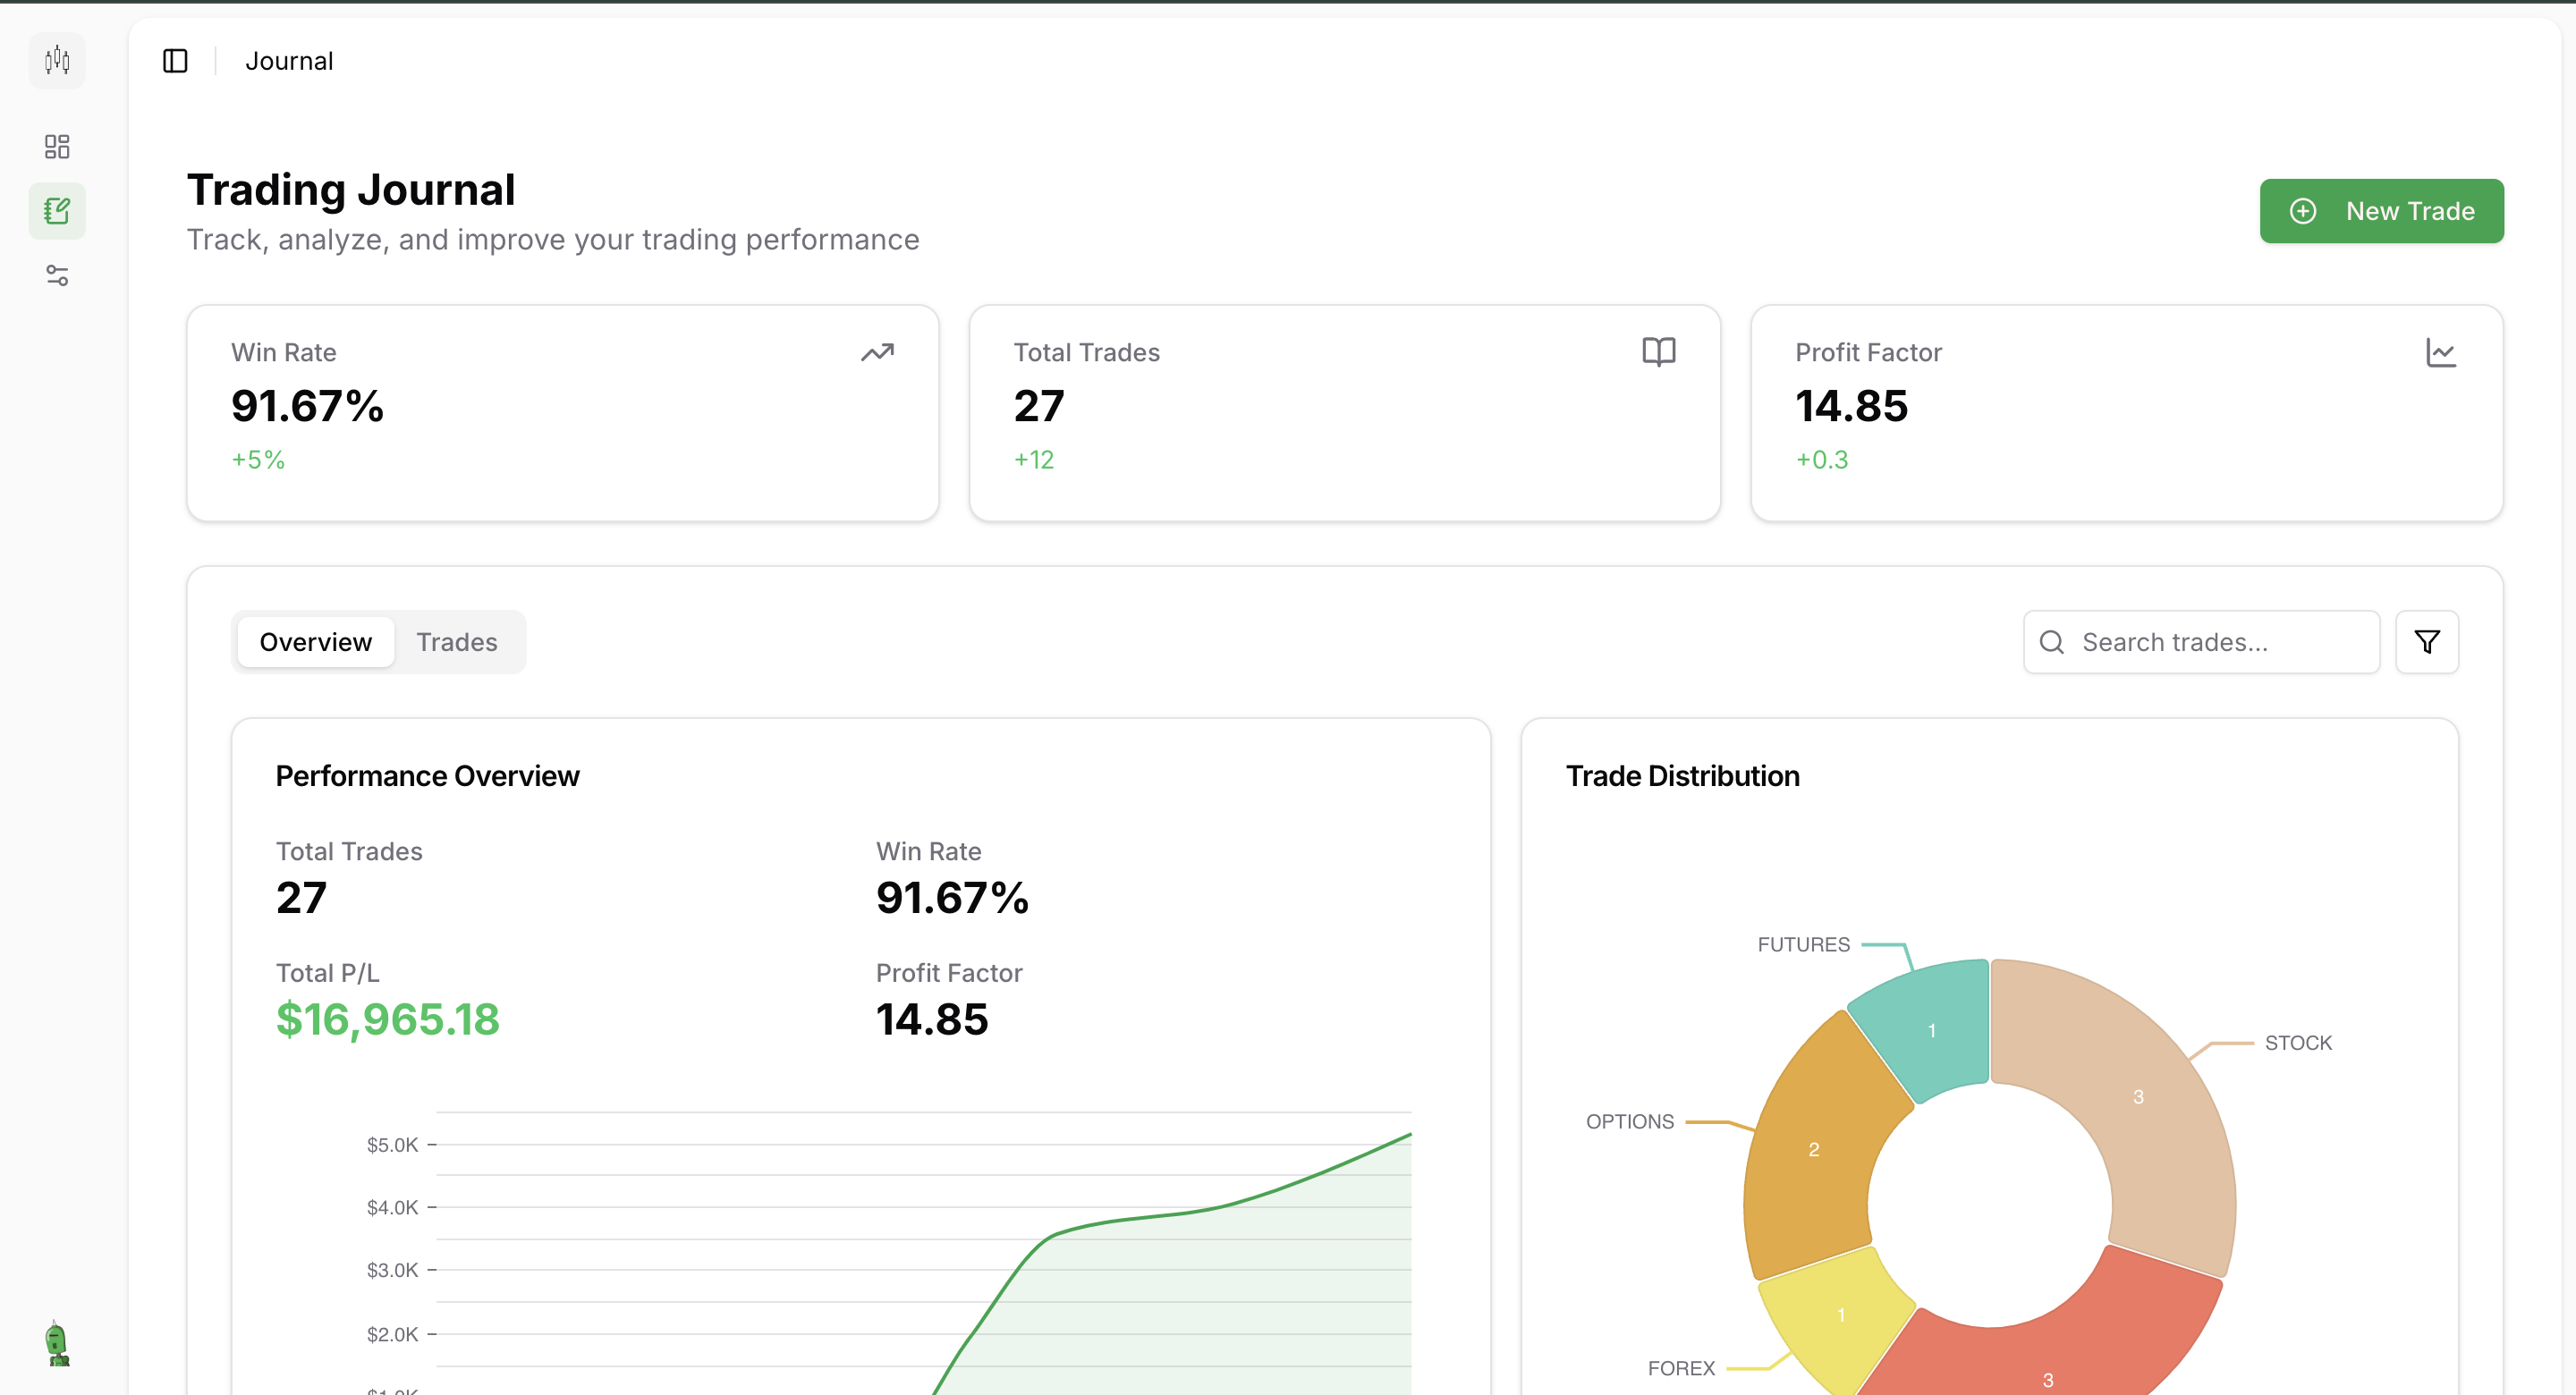 Journal
Trading Journal
Track, analyze, and improve your trading performance
New Trade
Win Rate
91.67%
+5%
Total Trades
27
+12
Profit Factor
14.85
+0.3
Overview
Trades
Search trades...
Performance Overview
Total Trades
27
Win Rate
91.67%
Total P/L
$16,965.18
Profit Factor
14.85
$5.0K
$4.0K
$3.0K
$2.0K
Trade Distribution
FUTURES
1
STOCK
3
OPTIONS
2
FOREX
1
3